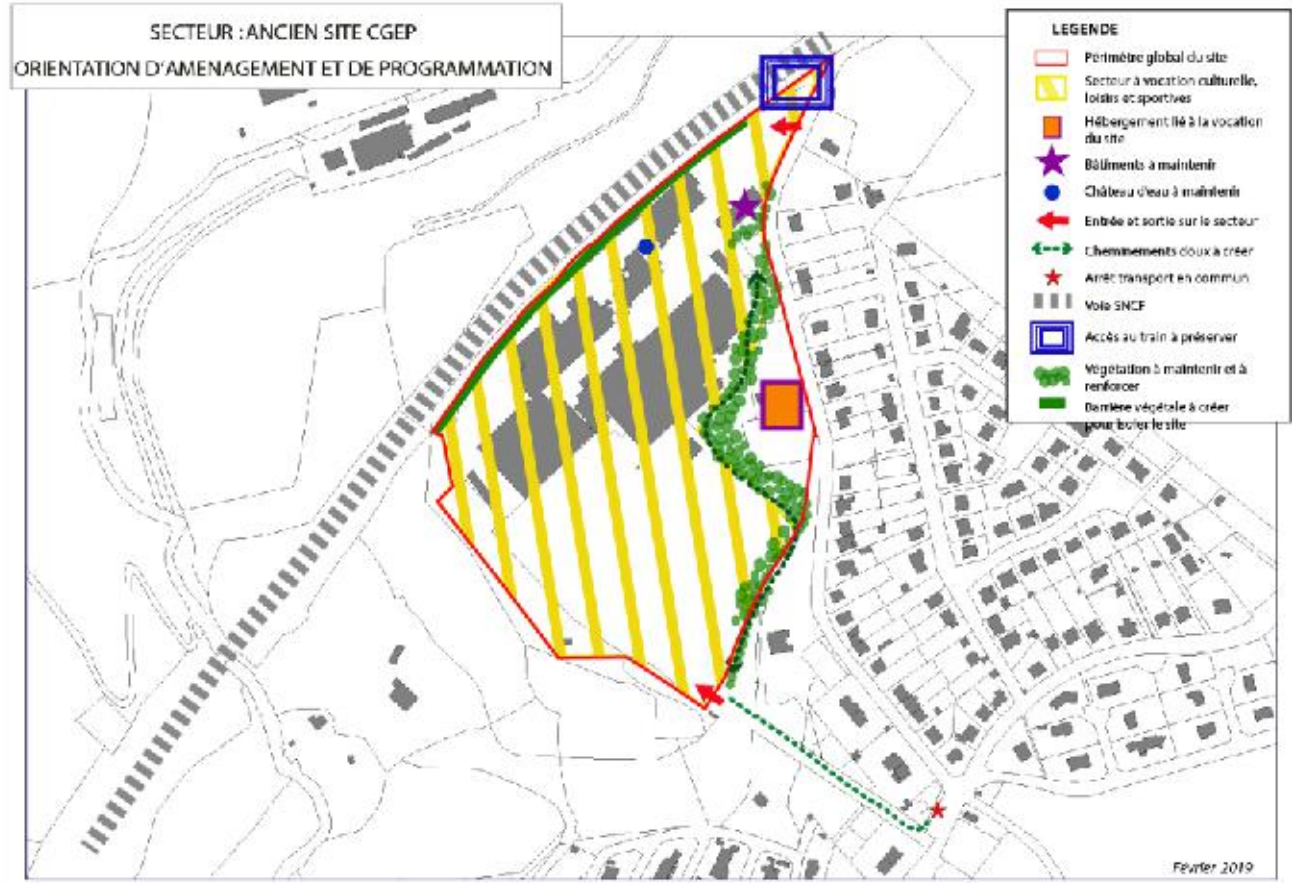 SECTEUR : ANCIEN SITE CGEP
ORIENTATION D'AMENAGEMENT ET DE PROGRAMMATION
LEGENDE
Périmètre global du site
Secteur à vocation culturelle,
loisirs et sportives
Hébergement lié à la vocation
du site
Bâtiments à maintenir
Château d'eau à maintenir
Entrée et sortie sur le secteur
Cheminements doux à créer
Arrêt transport en commun
Voie SNCF
Accès au train à préserver
Végétation à maintenir et à
renforcer
Barrière végétale à créer
pour isoler le site
Février 2019